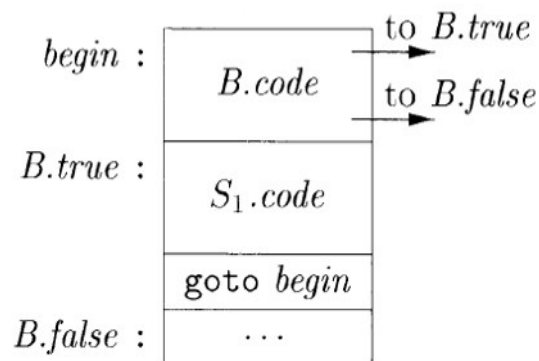 to B.true
begin :
B.code
to B.false
B.true :
S₁.code
goto begin
B.false : ...